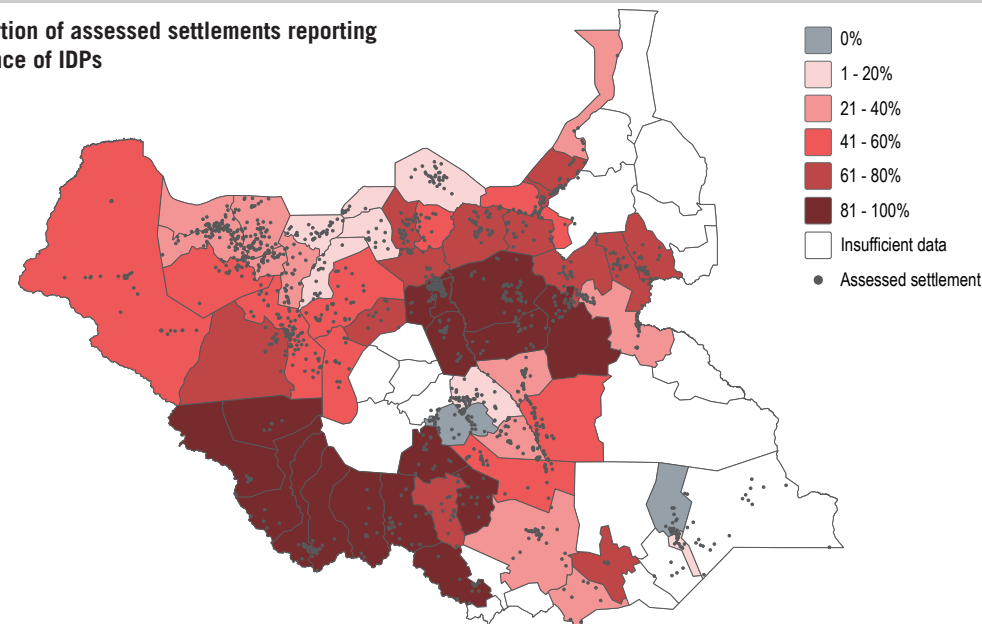 rtion of assessed settlements reporting
nce of IDPs
0%
1 - 20%
21 - 40%
41 - 60%
61 - 80%
81 - 100%
Insufficient data
Assessed settlement